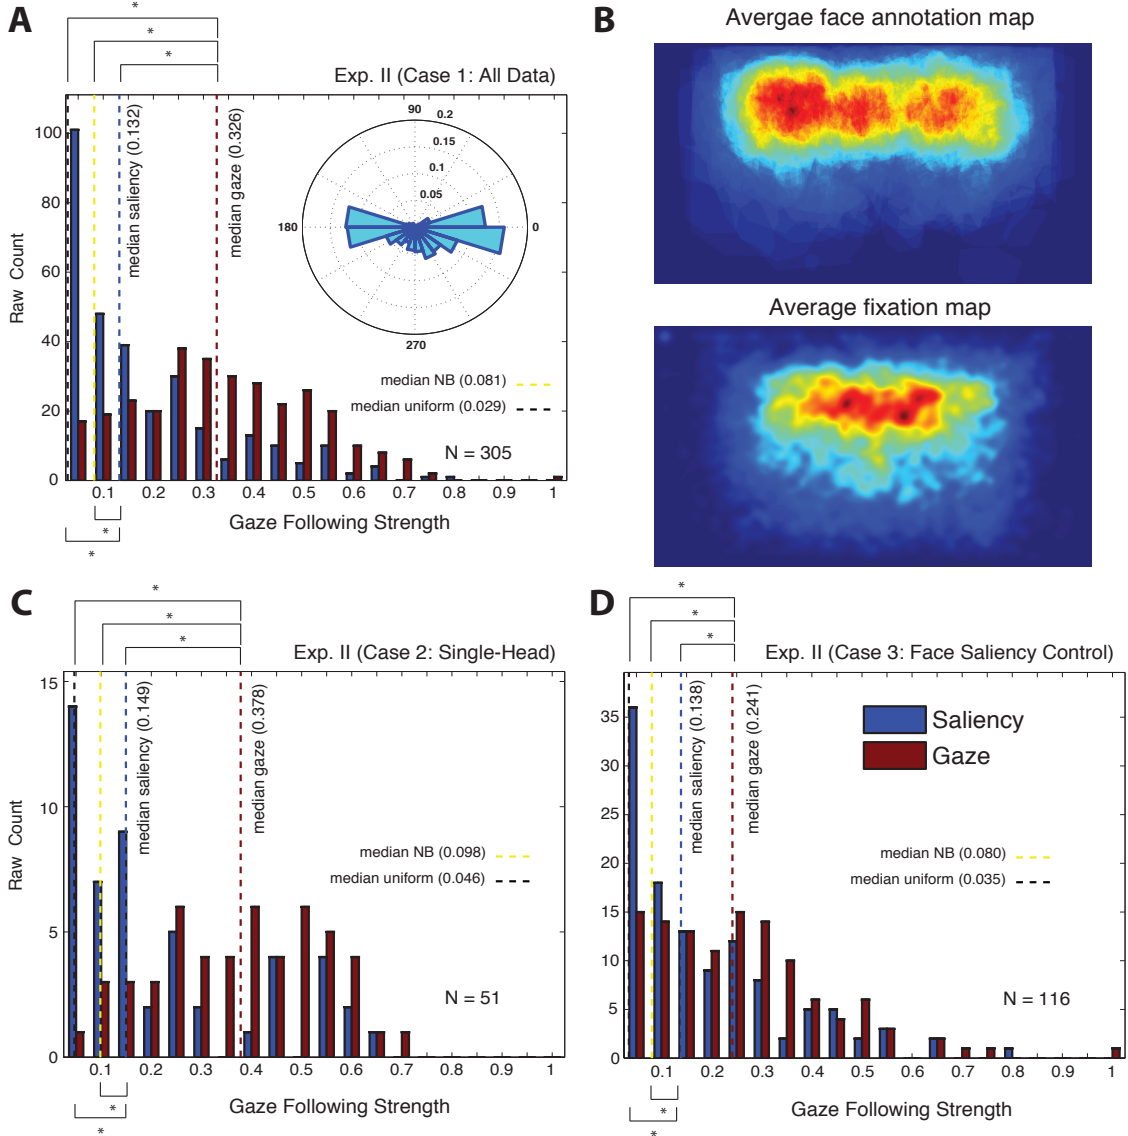 A
*
*
*
Exp. II (Case 1: All Data)
100
80
60
40
20
0
Raw Count
median saliency (0.132)
median gaze (0.326)
90
0.2
0.15
0.1
0.05
180
0
270
median NB (0.081)
median uniform (0.029)
N = 305
0.1 0.2 0.3 0.4 0.5 0.6 0.7 0.8 0.9 1
Gaze Following Strength
*
*
B
Avergae face annotation map
Average fixation map
C
*
*
*
Exp. II (Case 2: Single-Head)
15
10
5
0
Raw Count
median saliency (0.149)
median gaze (0.378)
median NB (0.098)
median uniform (0.046)
N = 51
0.1 0.2 0.3 0.4 0.5 0.6 0.7 0.8 0.9 1
Gaze Following Strength
*
*
D
*
*
*
Exp. II (Case 3: Face Saliency Control)
35
30
25
20
15
10
5
0
median saliency (0.138)
median gaze (0.241)
Saliency
Gaze
median NB (0.080)
median uniform (0.035)
N = 116
0.1 0.2 0.3 0.4 0.5 0.6 0.7 0.8 0.9 1
Gaze Following Strength
*
*